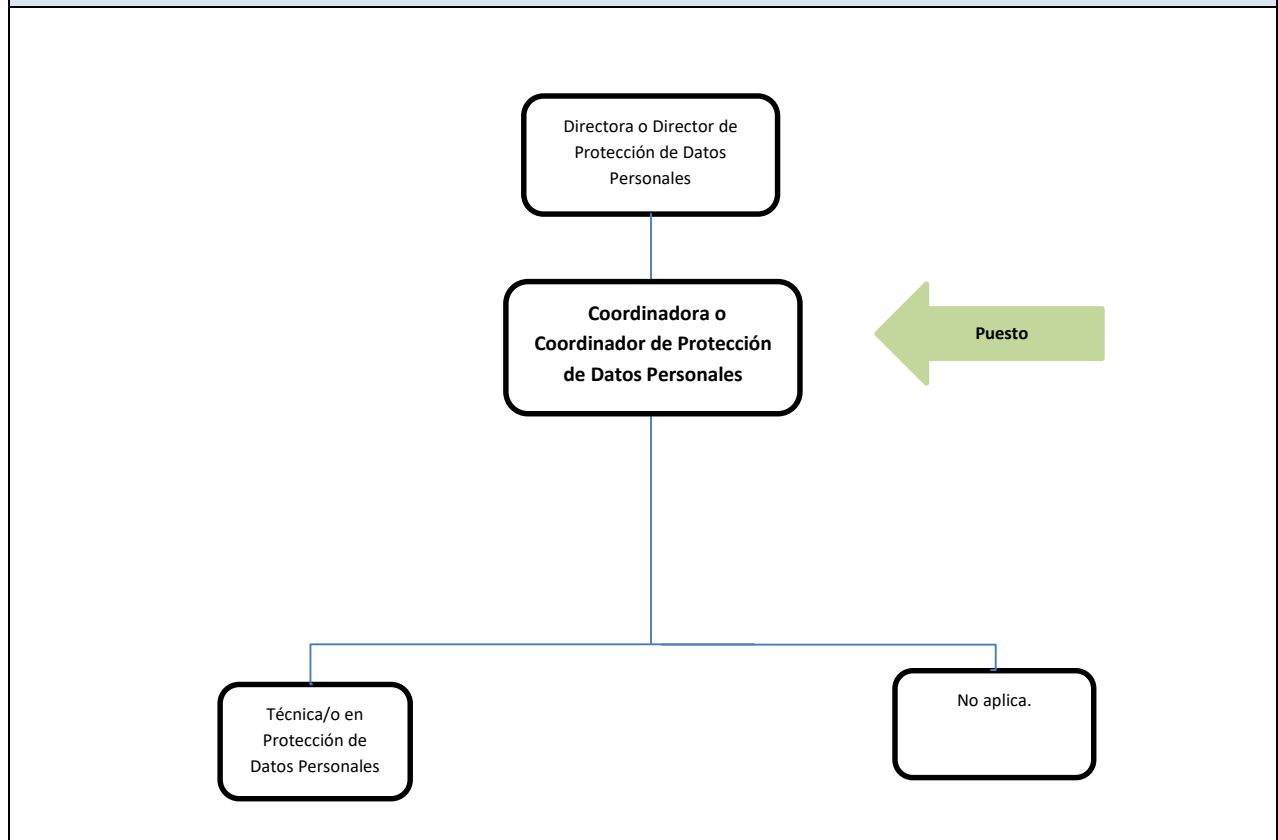 Directora o Director de
Protección de Datos
Personales
Coordinadora o
Coordinador de Protección
de Datos Personales
Puesto
Técnica/o en
Protección de
Datos Personales
No aplica.